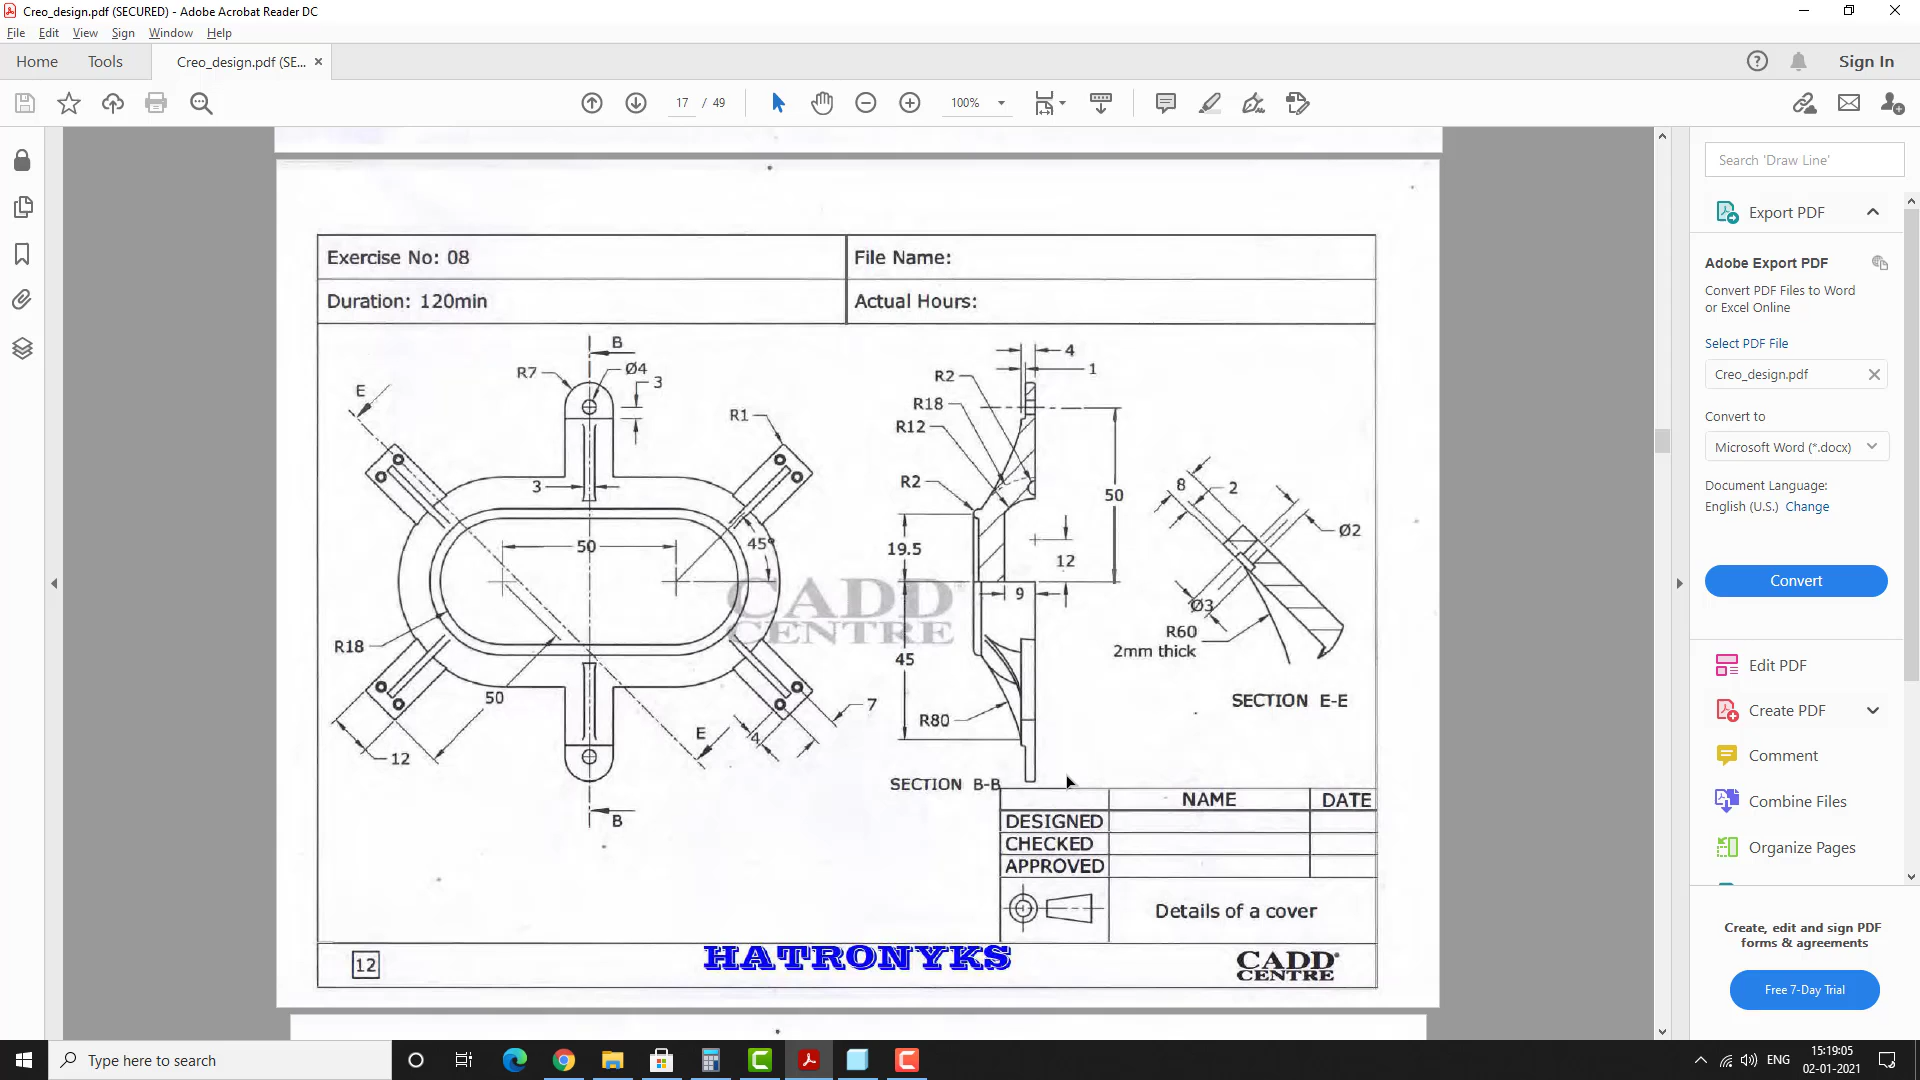 Creo_design.pdf (SECURED) - Adobe Acrobat Reader DC
File Edit View Sign Window Help
Home Tools Creo_design.pdf (SE... Sign In
17 / 49 100%
Search 'Draw Line'
Export PDF
Adobe Export PDF
Convert PDF Files to Word
or Excel Online
Select PDF File
Creo_design.pdf
Convert to
Microsoft Word (*.docx)
Document Language:
English (U.S.) Change
Convert
Edit PDF
Create PDF
Comment
Combine Files
Organize Pages
Create, edit and sign PDF
forms & agreements
Free 7-Day Trial
Exercise No: 08 File Name:
Duration: 120min Actual Hours:
B
R7
Ø4
3
E
R1
3
50
45°
R18
50
12
E
4
7
B
4
1
R2
R18
R12
R2
50
19.5
12
9
45
R80
SECTION B-B
8
2
Ø2
Ø3
R60
2mm thick
SECTION E-E
CADD
CENTRE
NAME DATE
DESIGNED
CHECKED
APPROVED
Details of a cover
12
HATRONYKS
CADD
CENTRE
Type here to search
ENG
15:19:05
02-01-2021